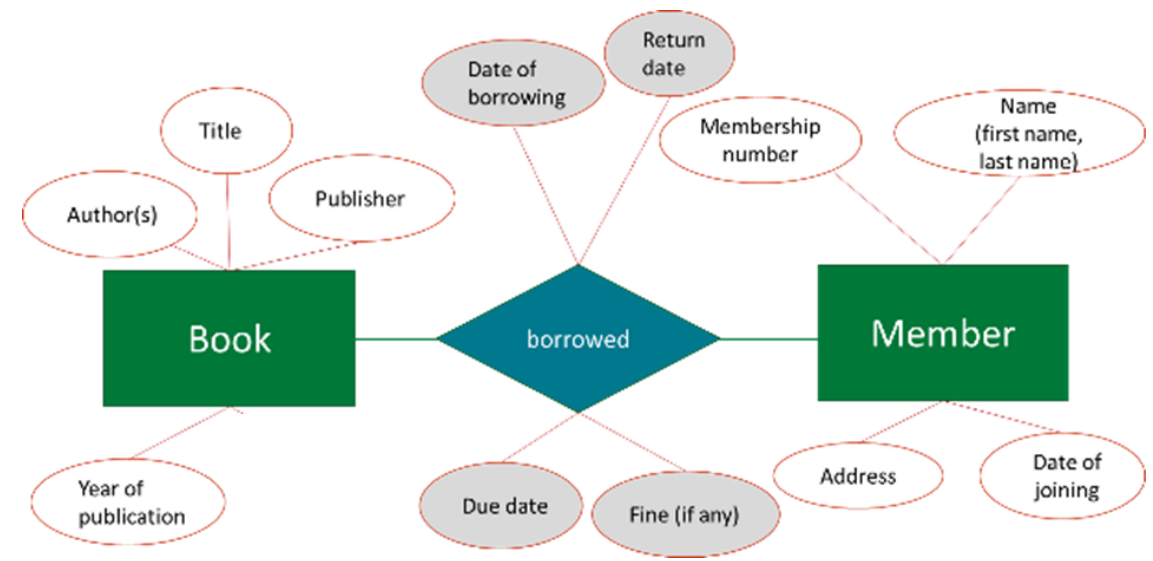 Return
date
Date of
borrowing
Name
(first name,
last name)
Membership
number
Title
Publisher
Author(s)
Book
borrowed
Member
Year of
publication
Due date
Fine (if any)
Address
Date of
joining